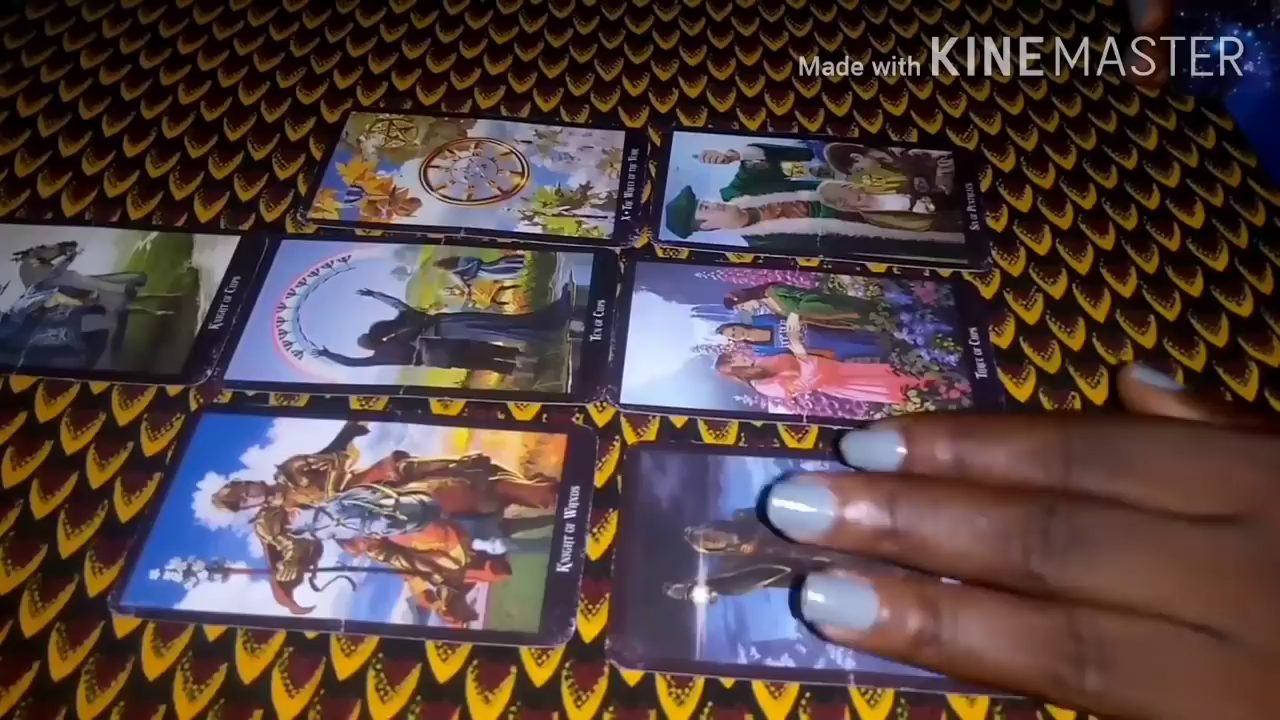 Made with KINEMASTER
X • THE WHEEL OF THE YEAR
SIX OF PENTACLES
KNIGHT OF CUPS
TEN OF CUPS
THREE OF CUPS
KNIGHT OF WANDS